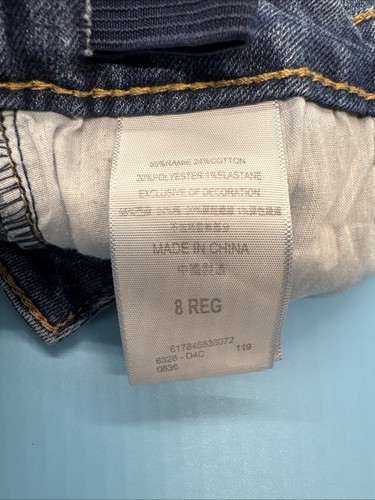 55%RAMIE 24%COTTON
20%POLYESTER 1%ELASTANE
EXCLUSIVE OF DECORATION
MADE IN CHINA
中國製造
8 REG
617845838072
6328-D4C 119
0836